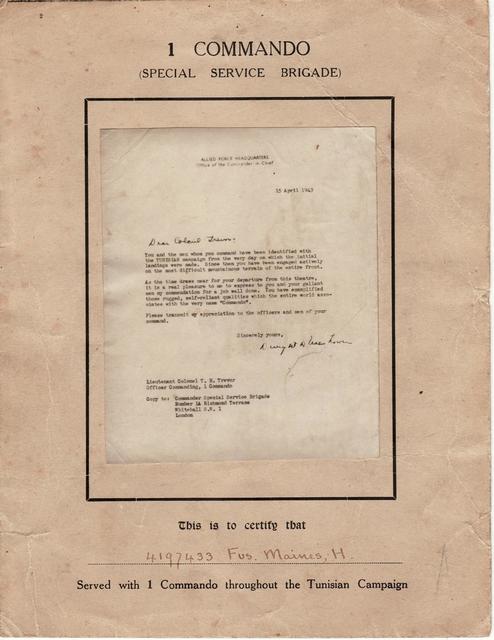 1 COMMANDO
(SPECIAL SERVICE BRIGADE)
ALLIED FORCE HEADQUARTERS
Office of the Commander-in-Chief
15 April 1943
Dear Colonel Trevor:
You and the men whom you command have been identified with
the TUNISIAN campaign from the very day on which the initial
landings were made. Since then you have been engaged actively
on the most difficult mountainous terrain of the entire front.
As the time draws near for your departure from this theatre,
it is a real pleasure to me to express to you and your gallant
men my commendation for a job well done. You have exemplified
those rugged, self-reliant qualities which the entire world asso-
ciates with the very name "Commando".
Please transmit my appreciation to the officers and men of your
command.
Sincerely yours,
Dwight D Eisenhower
Lieutenant Colonel T. H. Trevor
Officer Commanding, 1 Commando
Copy to: Commander Special Service Brigade
Number 1A Richmond Terrace
Whitehall S.W. 1
London
This is to certify that
4197433 Fus. Maines, H.
Served with 1 Commando throughout the Tunisian Campaign